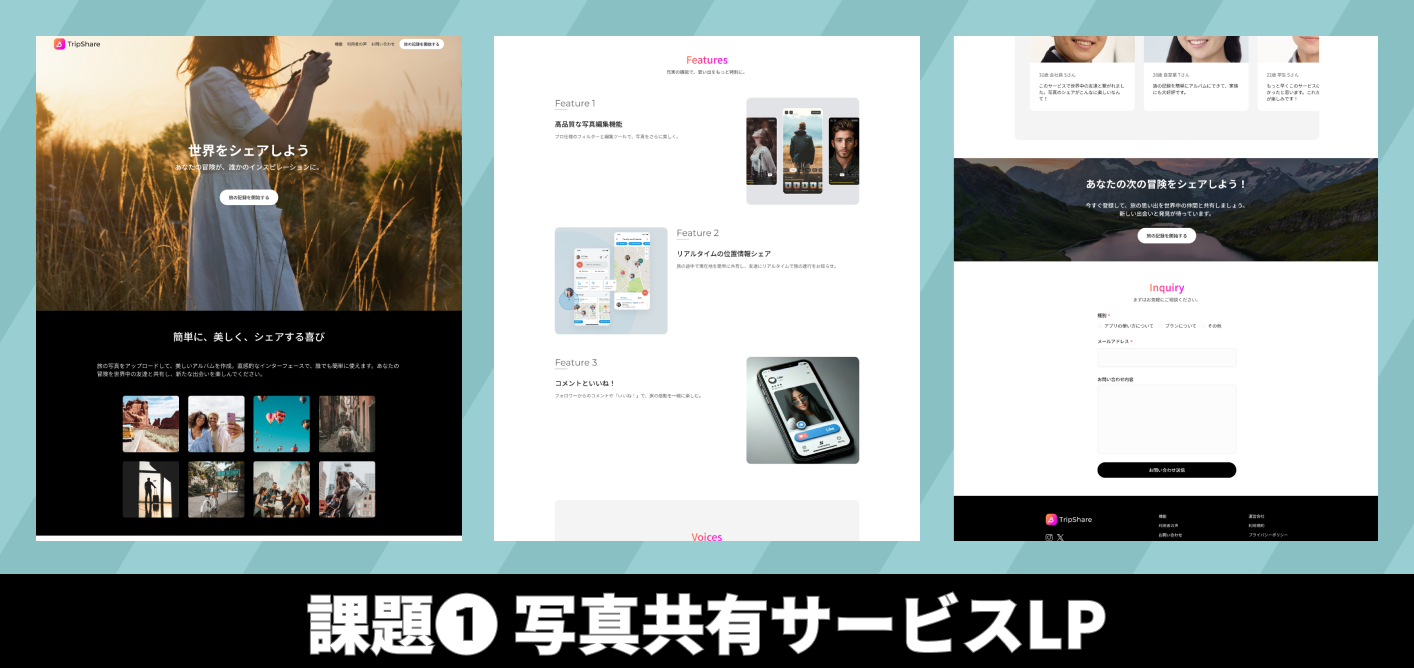 TripShare
機能 利用者の声 お問い合わせ 旅の記録を開始する
世界をシェアしよう
あなたの冒険が、誰かのインスピレーションに。
旅の記録を開始する
簡単に、美しく、シェアする喜び
旅の写真をアップロードして、美しいアルバムを作成。直感的なインターフェースで、誰でも簡単に使えます。あなたの
冒険を世界中の友達と共有し、新たな出会いを楽しんでください。
Features
充実の機能で、思い出をもっと特別に。
Feature 1
高品質な写真編集機能
プロ仕様のフィルターと編集ツールで、写真をさらに美しく。
Feature 2
リアルタイムの位置情報シェア
旅の途中で現在地を簡単に共有し、友達にリアルタイムで旅の進行をお知らせ。
Feature 3
コメントといいね！
フォロワーからのコメントや「いいね！」で、旅の感動を一緒に楽しむ。
Like
Voices
32歳 会社員 Sさん
このサービスで世界中の友達と繋がれまし
た。写真のシェアがこんなに楽しいなん
て！
28歳 自営業 Tさん
旅の記録を簡単にアルバムにできて、家族
にも大好評です。
22歳 学生 Sさん
もっと早くこのサービスに
かったと思います。これか
が楽しみです！
あなたの次の冒険をシェアしよう！
今すぐ登録して、旅の思い出を世界中の仲間と共有しましょう。
新しい出会いと発見が待っています。
旅の記録を開始する
Inquiry
まずはお気軽にご相談ください。
種別 *
アプリの使い方について プランについて その他
メールアドレス *
お問い合わせ内容
お問い合わせ送信
TripShare
機能
利用者の声
お問い合わせ
運営会社
利用規約
プライバシーポリシー
課題❶ 写真共有サービスLP